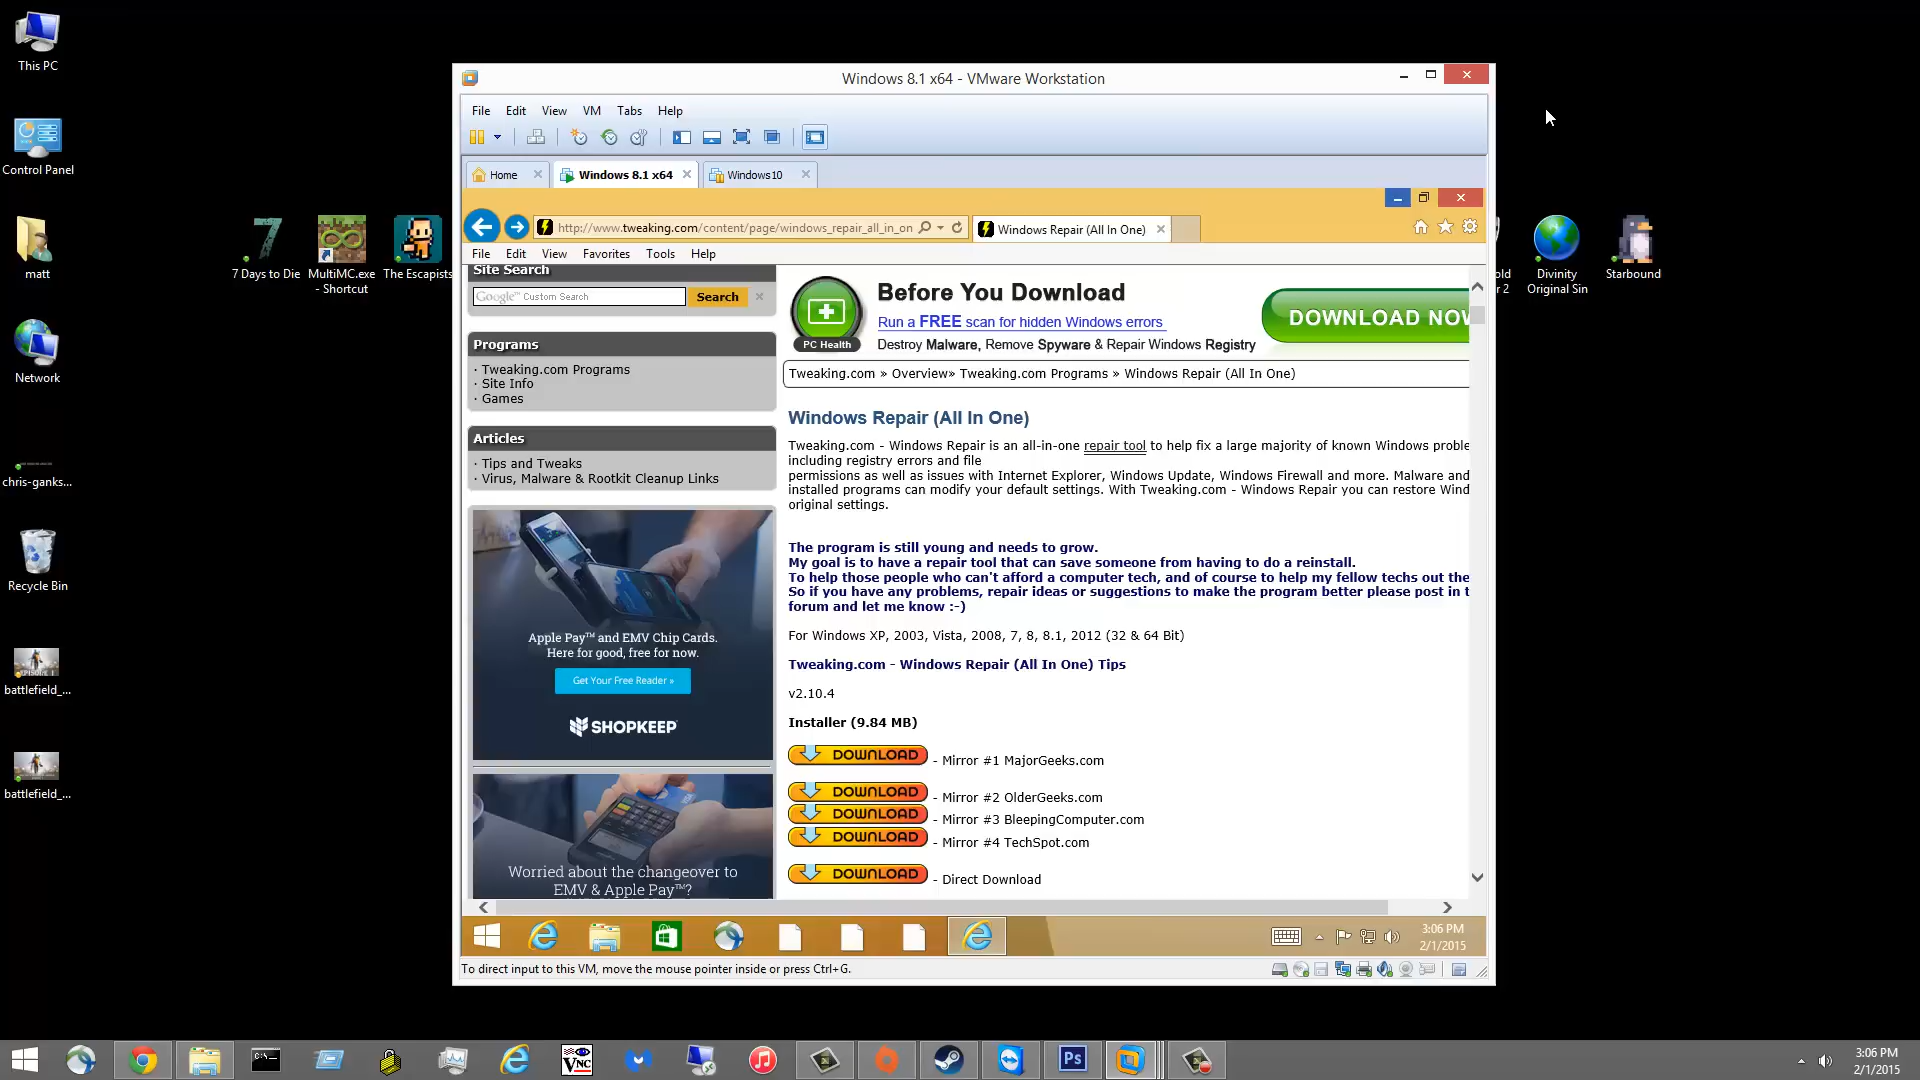 This PC
Control Panel
matt
Network
chris-ganks...
Recycle Bin
battlefield_...
battlefield_...
7 Days to Die
MultiMC.exe
- Shortcut
The Escapists
old
r 2
Divinity
Original Sin
Starbound
Windows 8.1 x64 - VMware Workstation
File Edit View VM Tabs Help
Home
Windows 8.1 x64
Windows10
http://www.tweaking.com/content/page/windows_repair_all_in_on
Windows Repair (All In One)
File Edit View Favorites Tools Help
Site Search
Google™ Custom Search
Search
Programs
· Tweaking.com Programs
· Site Info
· Games
Articles
· Tips and Tweaks
· Virus, Malware & Rootkit Cleanup Links
Apple Pay™ and EMV Chip Cards.
Here for good, free for now.
Get Your Free Reader »
SHOPKEEP
Worried about the changeover to
EMV & Apple Pay™?
PC Health
Before You Download
Run a FREE scan for hidden Windows errors
Destroy Malware, Remove Spyware & Repair Windows Registry
DOWNLOAD NOW
Tweaking.com » Overview» Tweaking.com Programs » Windows Repair (All In One)
Windows Repair (All In One)
Tweaking.com - Windows Repair is an all-in-one repair tool to help fix a large majority of known Windows proble
including registry errors and file
permissions as well as issues with Internet Explorer, Windows Update, Windows Firewall and more. Malware and
installed programs can modify your default settings. With Tweaking.com - Windows Repair you can restore Wind
original settings.
The program is still young and needs to grow.
My goal is to have a repair tool that can save someone from having to do a reinstall.
To help those people who can't afford a computer tech, and of course to help my fellow techs out the
So if you have any problems, repair ideas or suggestions to make the program better please post in t
forum and let me know :-)
For Windows XP, 2003, Vista, 2008, 7, 8, 8.1, 2012 (32 & 64 Bit)
Tweaking.com - Windows Repair (All In One) Tips
v2.10.4
Installer (9.84 MB)
DOWNLOAD - Mirror #1 MajorGeeks.com
DOWNLOAD - Mirror #2 OlderGeeks.com
DOWNLOAD - Mirror #3 BleepingComputer.com
DOWNLOAD - Mirror #4 TechSpot.com
DOWNLOAD - Direct Download
3:06 PM
2/1/2015
To direct input to this VM, move the mouse pointer inside or press Ctrl+G.
VNC
Ps
3:06 PM
2/1/2015